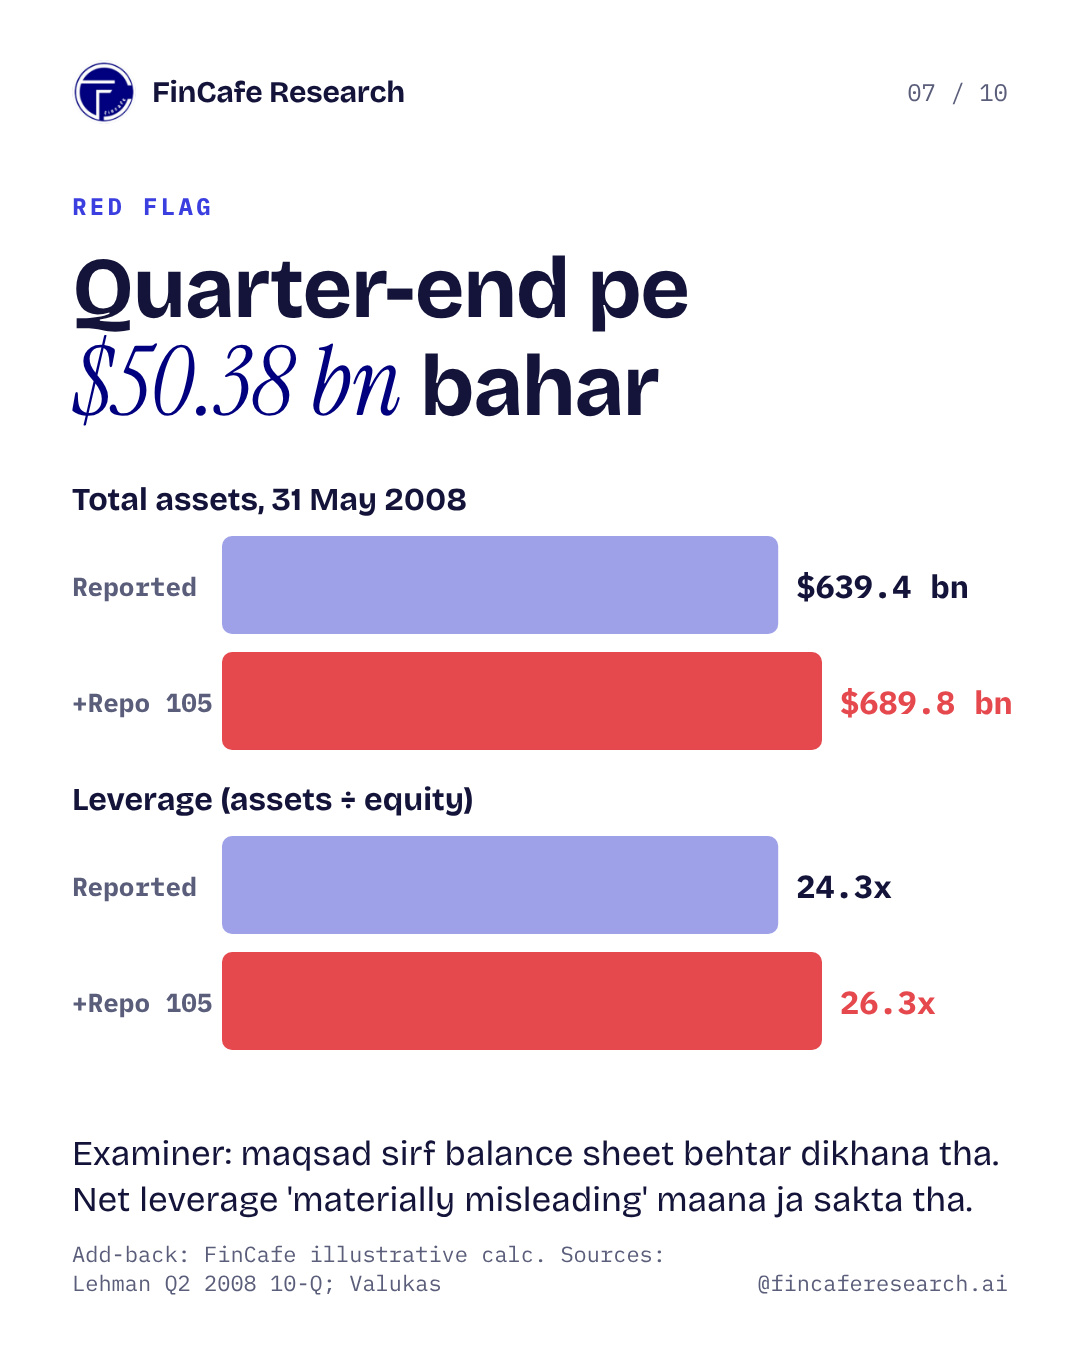 FinCafe Research
07 / 10
RED FLAG
Quarter-end pe
$50.38 bn bahar
Total assets, 31 May 2008
Reported
$639.4 bn
+Repo 105
$689.8 bn
Leverage (assets ÷ equity)
Reported
24.3x
+Repo 105
26.3x
Examiner: maqsad sirf balance sheet behtar dikhana tha.
Net leverage 'materially misleading' maana ja sakta tha.
Add-back: FinCafe illustrative calc. Sources:
Lehman Q2 2008 10-Q; Valukas
@fincaferesearch.ai